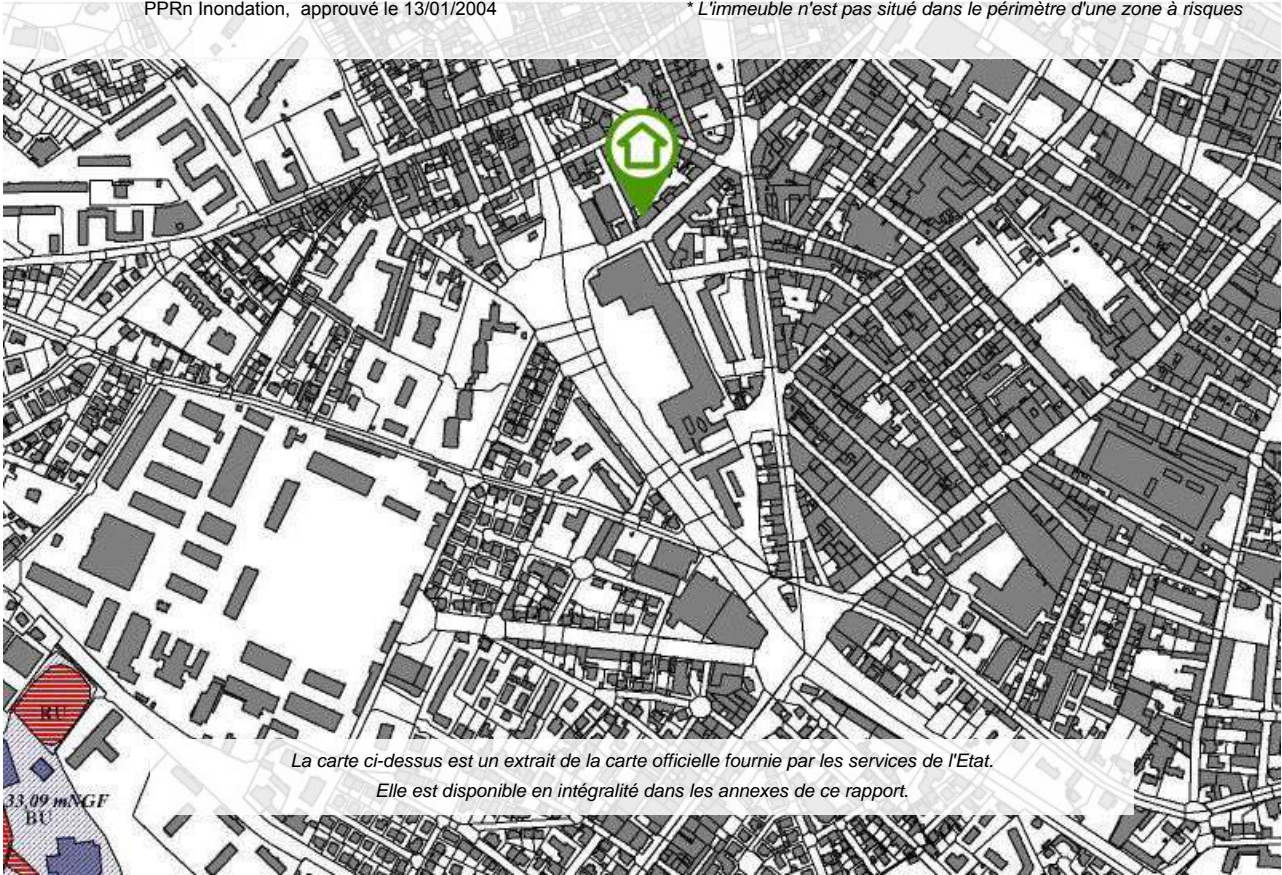 PPRn Inondation, approuvé le 13/01/2004
* L'immeuble n'est pas situé dans le périmètre d'une zone à risques
RU
33,09 mNGF
BU
La carte ci-dessus est un extrait de la carte officielle fournie par les services de l'Etat.
Elle est disponible en intégralité dans les annexes de ce rapport.